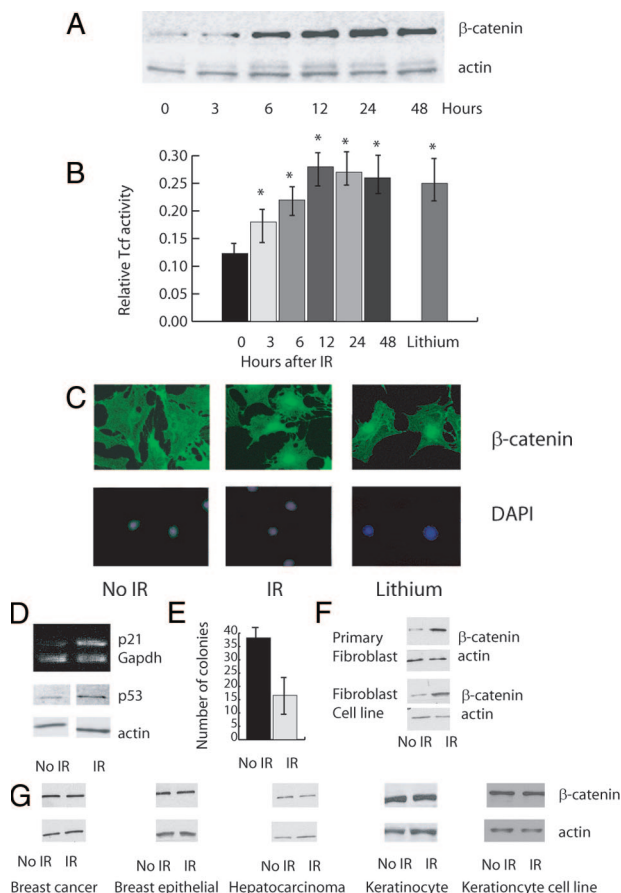 A
β-catenin
actin
0 3 6 12 24 48 Hours
B
Relative Tcf activity
0.30
0.25
0.20
0.15
0.10
0.05
0.00
* * * * * *
0 3 6 12 24 48 Lithium
Hours after IR
C
β-catenin
DAPI
No IR IR Lithium
D
p21
Gapdh
p53
actin
No IR IR
E
Number of colonies
40
35
30
25
20
15
10
5
0
No IR IR
F
Primary
Fibroblast
β-catenin
actin
Fibroblast
Cell line
β-catenin
actin
No IR IR
G
β-catenin
actin
No IR IR No IR IR No IR IR No IR IR No IR IR
Breast cancer Breast epithelial Hepatocarcinoma Keratinocyte Kerationcyte cell line